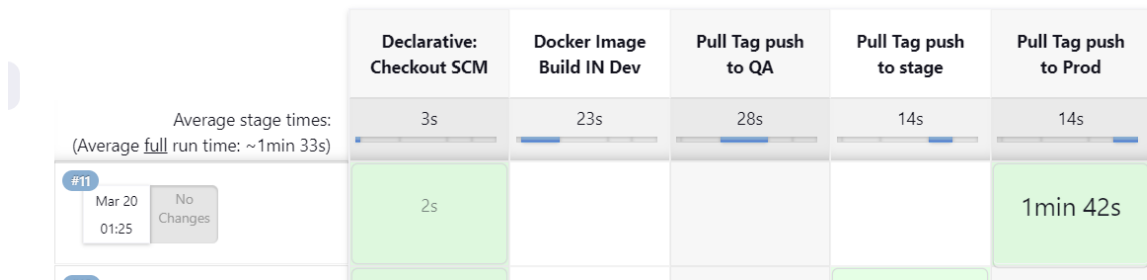 Declarative: Checkout SCM
Docker Image Build IN Dev
Pull Tag push to QA
Pull Tag push to stage
Pull Tag push to Prod
Average stage times:
(Average full run time: ~1min 33s)
3s
23s
28s
14s
14s
#11
Mar 20
01:25
No Changes
2s
1min 42s